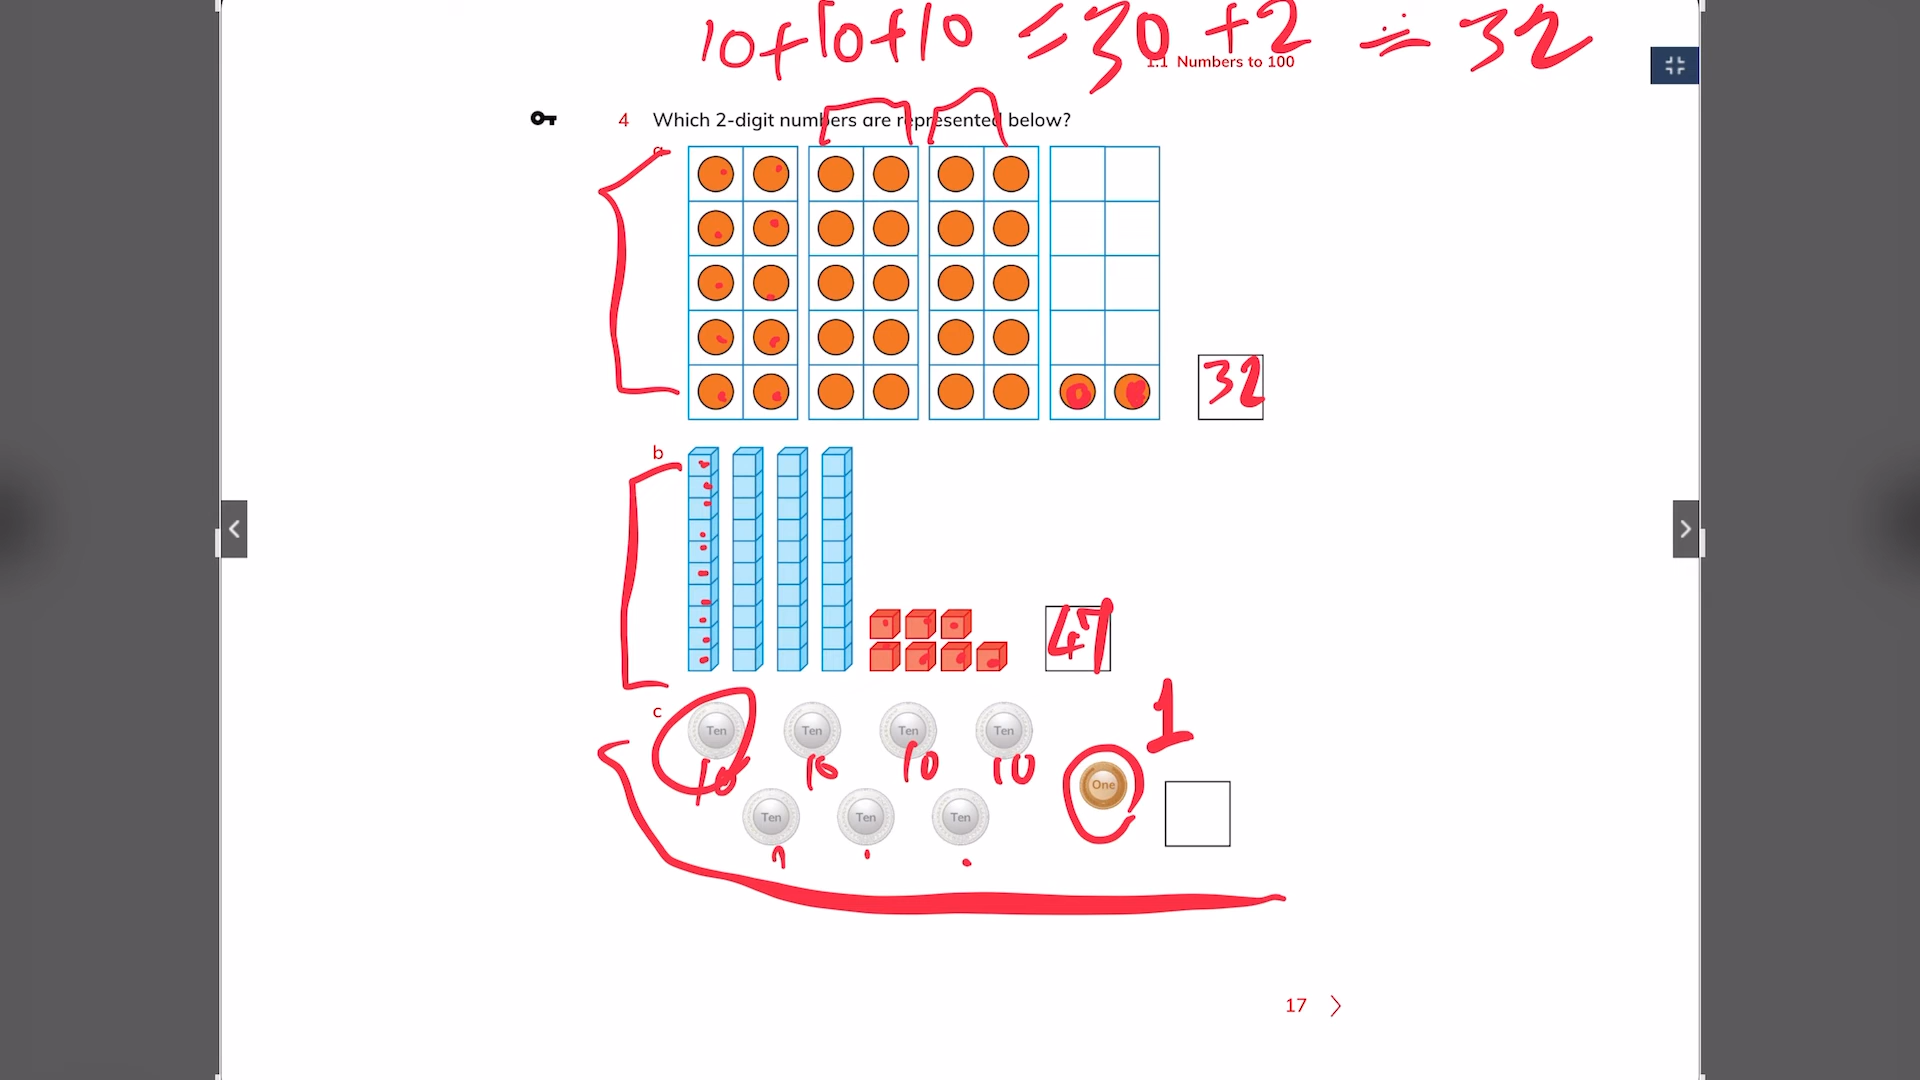 10+10+10 = 30 + 2 = 32
1.1 Numbers to 100
4 Which 2-digit numbers are represented below?
a
32
b
47
c
Ten Ten Ten Ten
1
10 10 10 10
One
Ten Ten Ten
17